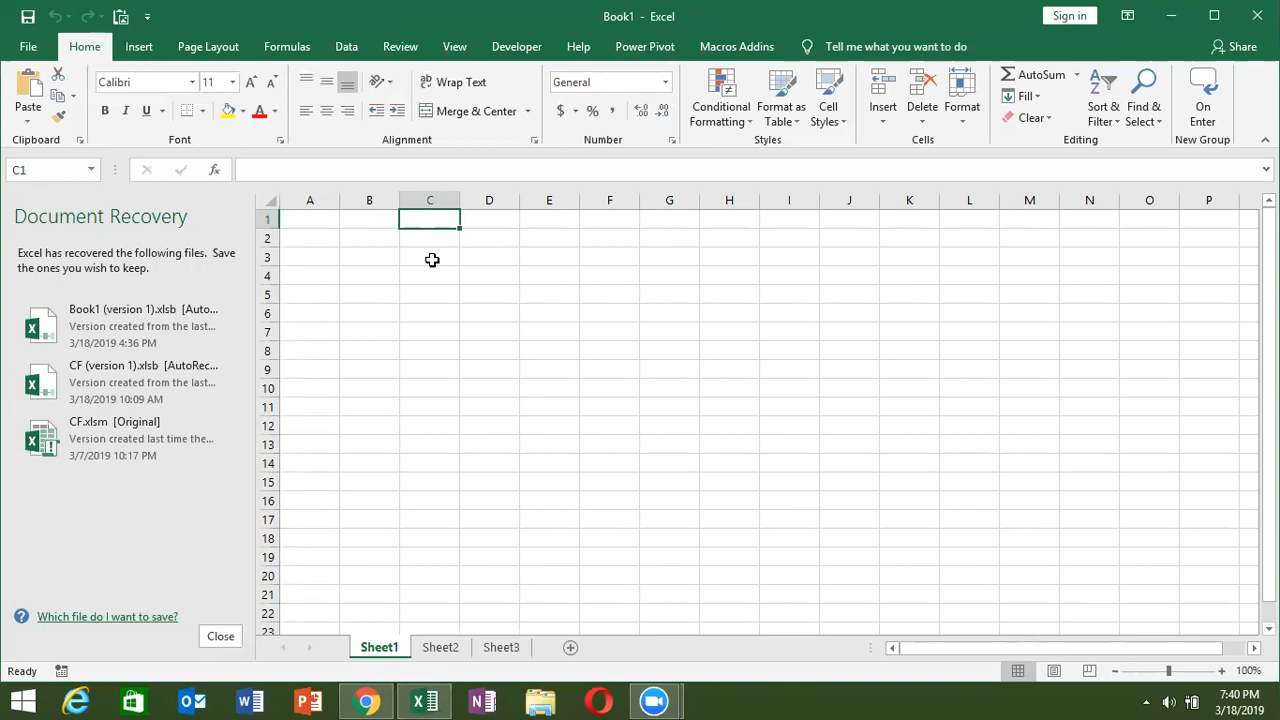 Book1 - Excel
Sign in
File Home Insert Page Layout Formulas Data Review View Developer Help Power Pivot Macros Addins Tell me what you want to do Share
Paste
Clipboard
Calibri 11
B I U
Font
Wrap Text
Merge & Center
Alignment
General
$ % ,
Number
Conditional Formatting
Format as Table
Cell Styles
Styles
Insert Delete Format
Cells
AutoSum
Fill
Clear
Sort & Filter
Find & Select
Editing
On Enter
New Group
C1
fx
A B C D E F G H I J K L M N O P
1
2
3
4
5
6
7
8
9
10
11
12
13
14
15
16
17
18
19
20
21
22
23
Document Recovery
Excel has recovered the following files. Save
the ones you wish to keep.
Book1 (version 1).xlsb [Auto...
Version created from the last...
3/18/2019 4:36 PM
CF (version 1).xlsb [AutoRec...
Version created from the last...
3/18/2019 10:09 AM
CF.xlsm [Original]
Version created last time the...
3/7/2019 10:17 PM
Which file do I want to save?
Close
Sheet1 Sheet2 Sheet3
Ready
100%
7:40 PM
3/18/2019